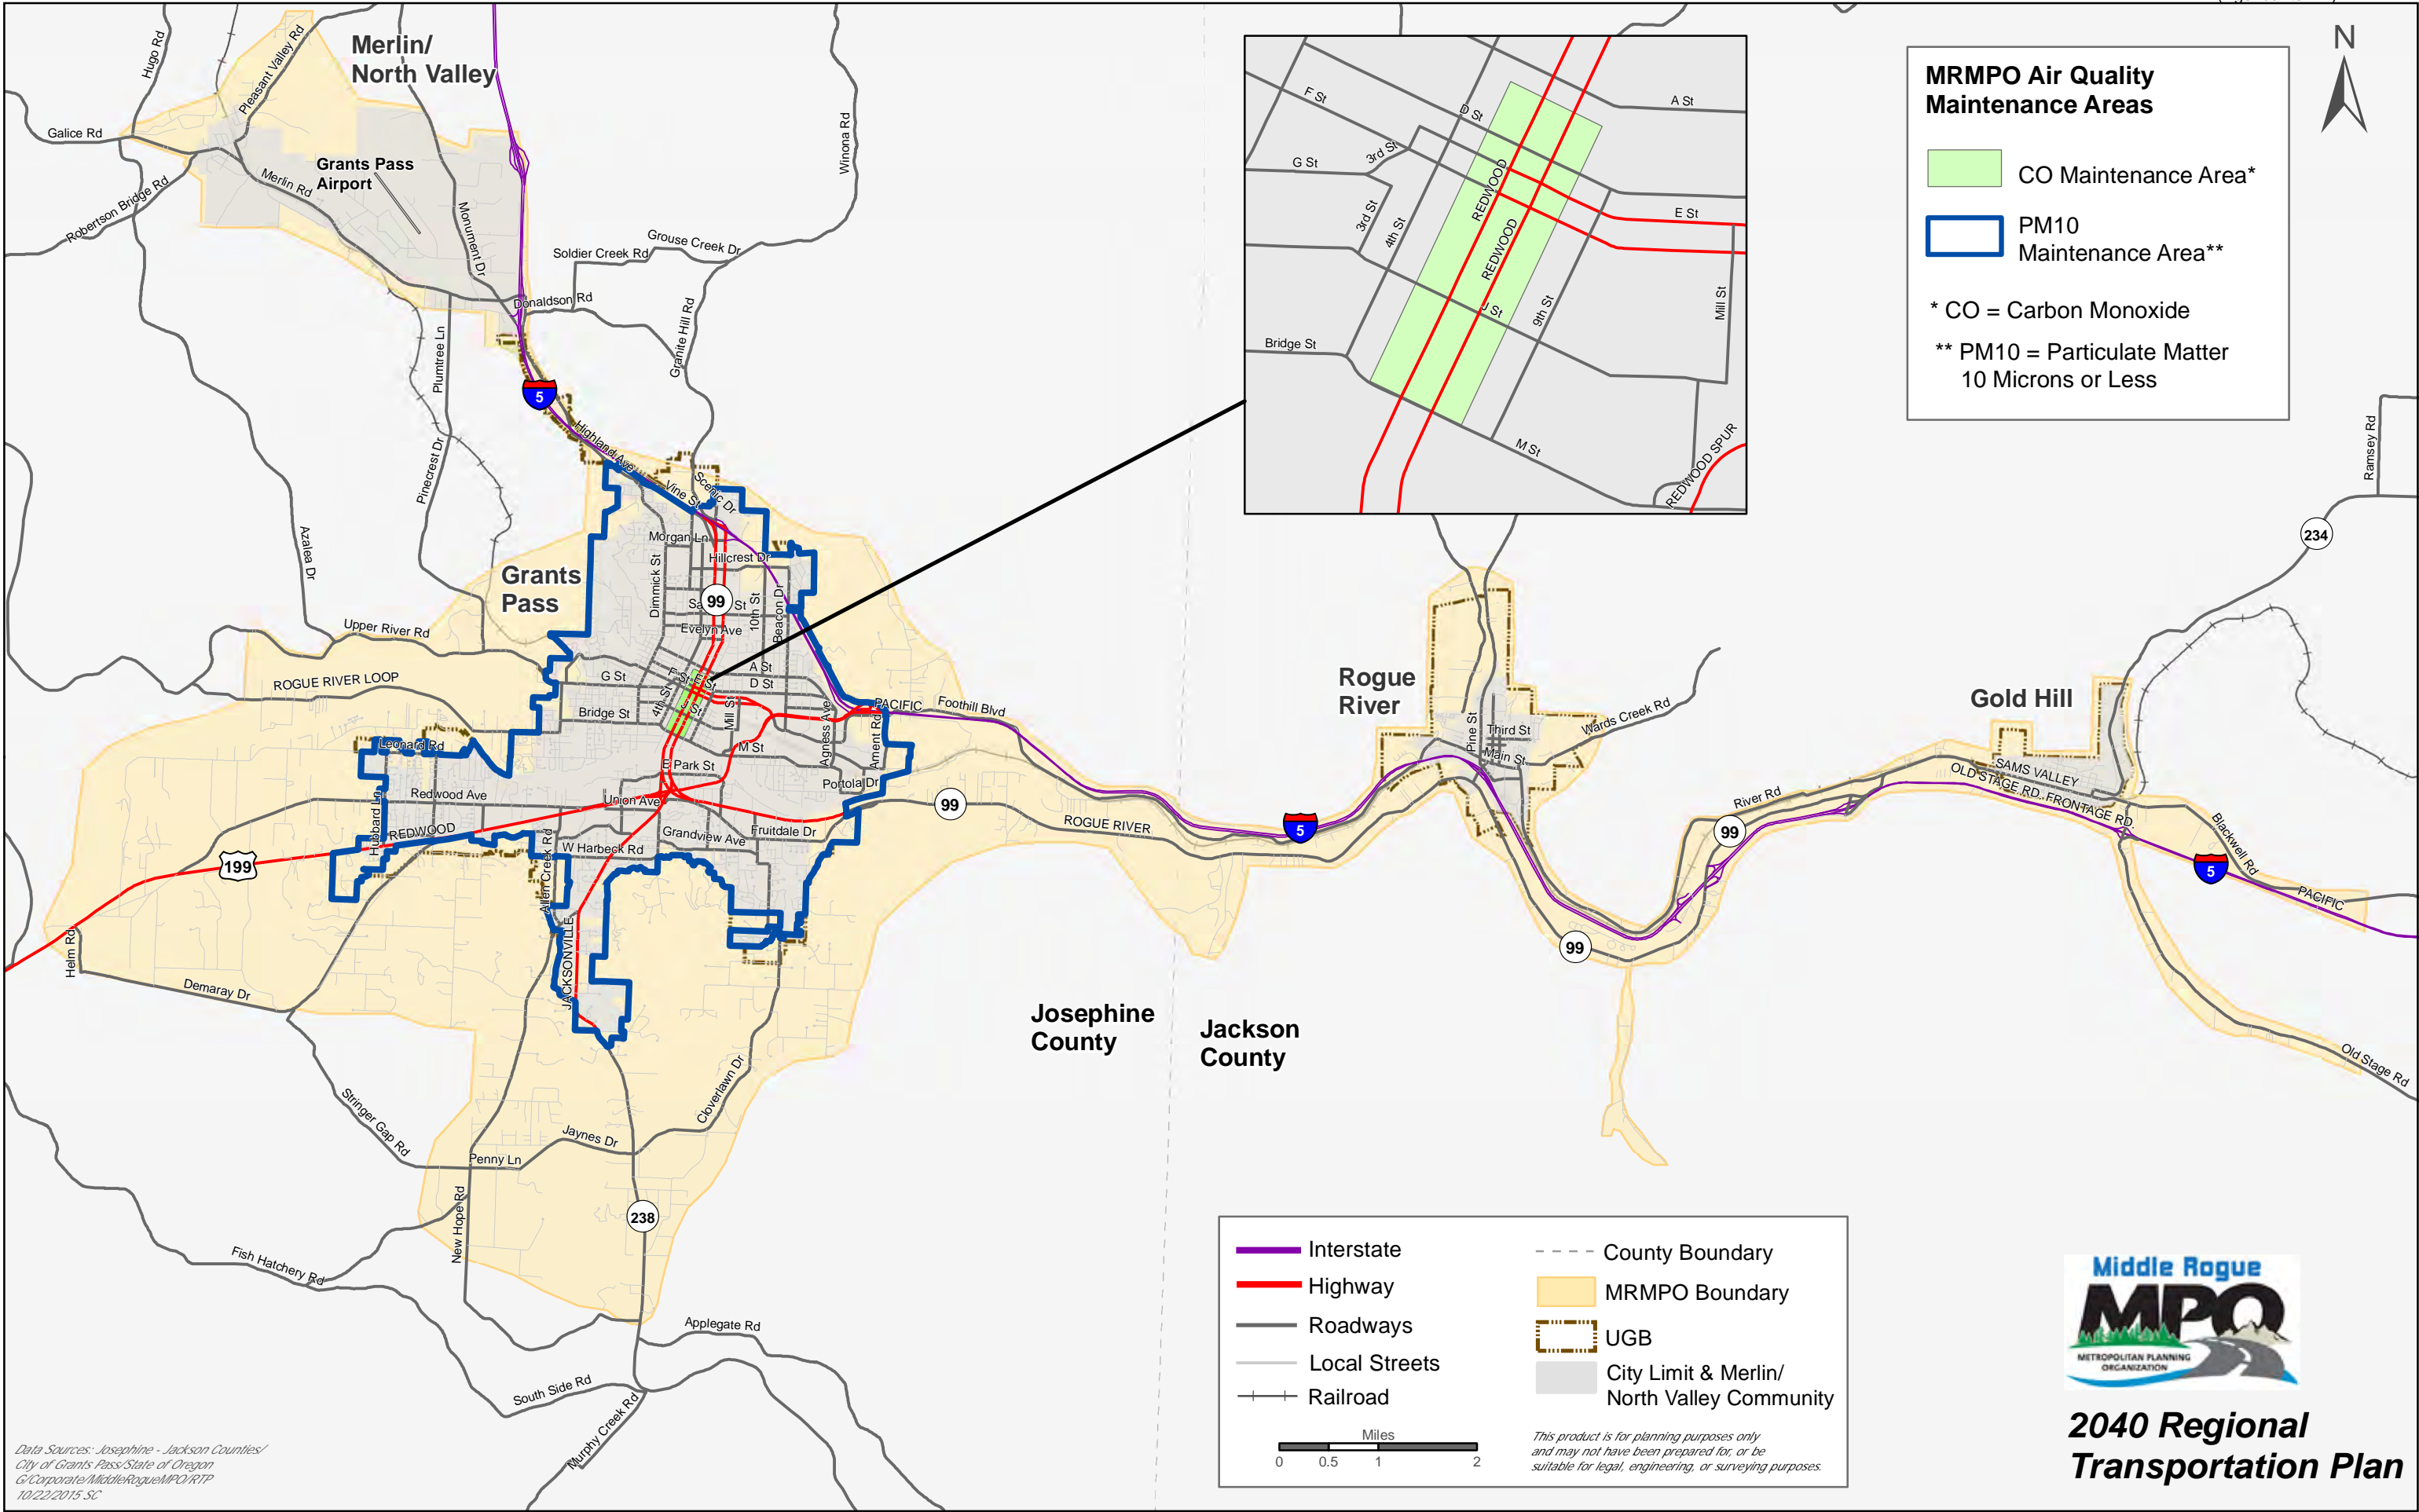 Merlin/
North Valley
Hugo Rd
Pleasant Valley Rd
Galice Rd
Grants Pass
Airport
Merlin Rd
Robertson Bridge Rd
Monument Dr
Winona Rd
Soldier Creek Rd
Grouse Creek Dr
Donaldson Rd
Granite Hill Rd
Plumtree Ln
Pinecrest Dr
5
Highland Ave
Vine St
Scenic Dr
Azalea Dr
Grants
Pass
Morgan Ln
Hillcrest Dr
Dimmick St
99
St
10th St
Beacon Dr
Evelyn Ave
Upper River Rd
ROGUE RIVER LOOP
G St
F St
A St
D St
4th St
Bridge St
Mill St
Agness Ave
Ament Rd
PACIFIC
Foothill Blvd
Leonard Rd
M St
E Park St
Portola Dr
Redwood Ave
Union Ave
Hubbard Ln
REDWOOD
Grandview Ave
Fruitdale Dr
W Harbeck Rd
199
Allen Creek Rd
99
ROGUE RIVER
5
Helm Rd
Demaray Dr
JACKSONVILLE
Cloverlawn Dr
Stringer Gap Rd
Jaynes Dr
Penny Ln
New Hope Rd
238
Fish Hatchery Rd
Applegate Rd
South Side Rd
Murphy Creek Rd
Josephine
County
Jackson
County
Rogue
River
Pine St
Third St
Main St
Wards Creek Rd
99
99
River Rd
Gold Hill
SAMS VALLEY
OLD STAGE RD. FRONTAGE RD.
Blackwell Rd
5
PACIFIC
Old Stage Rd
234
Ramsey Rd
F St
D St
A St
G St
3rd St
3rd St
4th St
REDWOOD
REDWOOD
E St
J St
9th St
Mill St
Bridge St
M St
REDWOOD SPUR
MRMPO Air Quality
Maintenance Areas
CO Maintenance Area*
PM10
Maintenance Area**
* CO = Carbon Monoxide
** PM10 = Particulate Matter
10 Microns or Less
N
Interstate
Highway
Roadways
Local Streets
Railroad
Miles
0 0.5 1 2
County Boundary
MRMPO Boundary
UGB
City Limit & Merlin/
North Valley Community
This product is for planning purposes only
and may not have been prepared for, or be
suitable for legal, engineering, or surveying purposes.
Middle Rogue
MPO
METROPOLITAN PLANNING
ORGANIZATION
2040 Regional
Transportation Plan
Data Sources: Josephine - Jackson Counties/
City of Grants Pass/State of Oregon
G/Corporate/MiddleRogueMPO/RTP
10/22/2015 SC